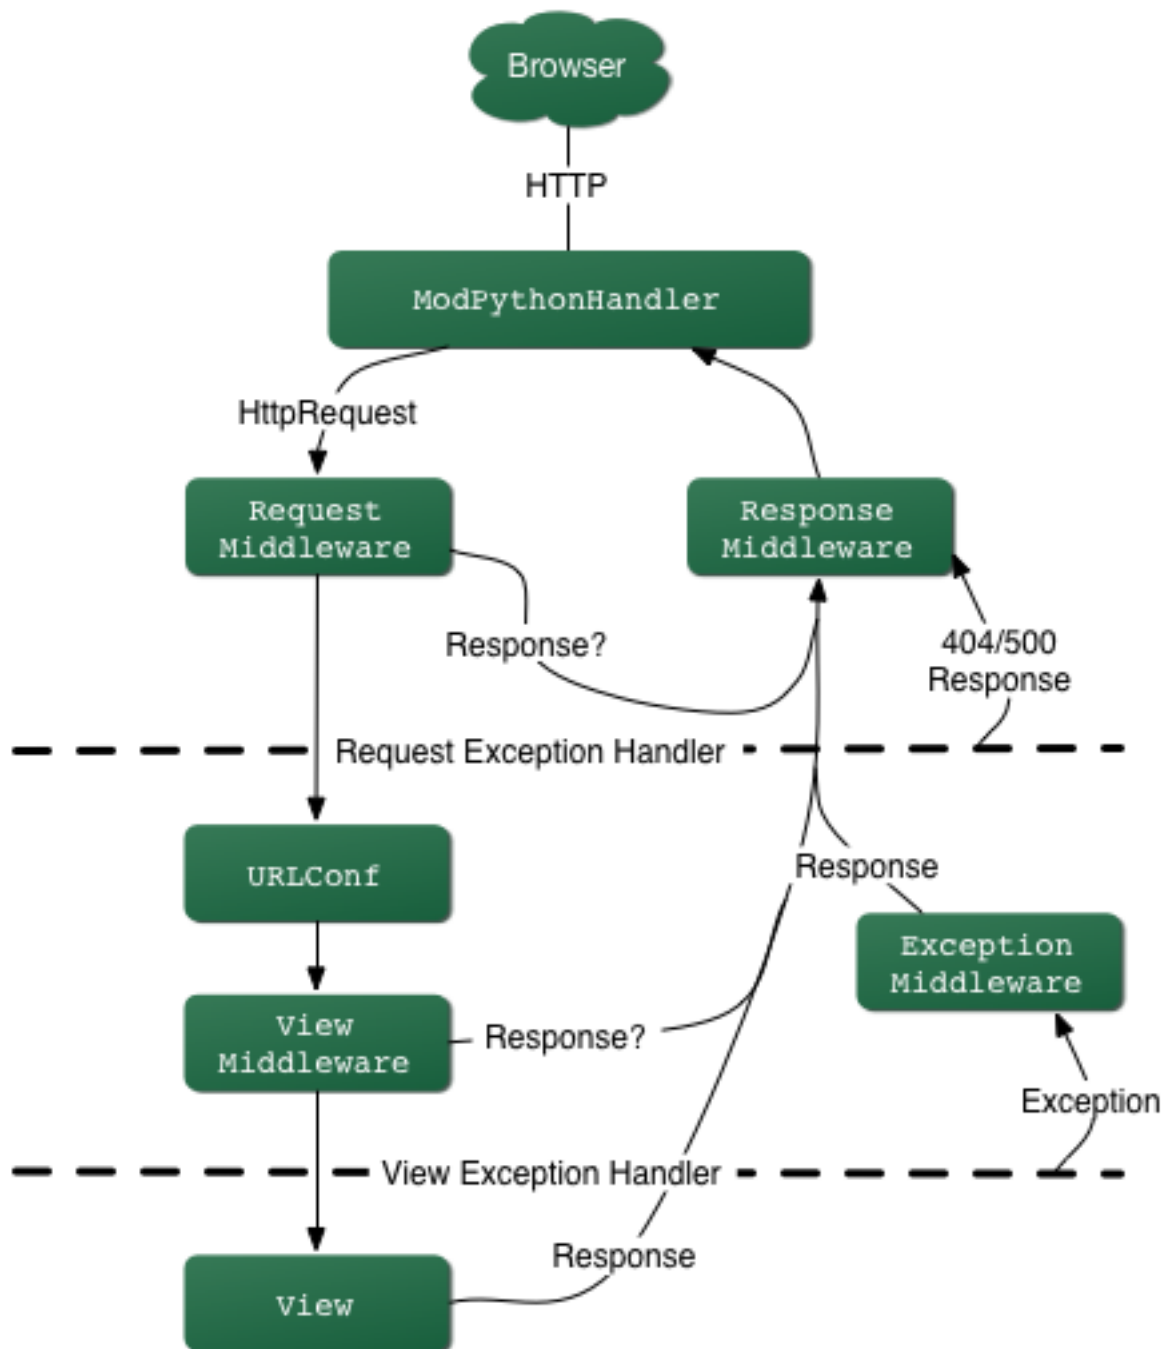 Browser
HTTP
ModPythonHandler
HttpRequest
Request
Middleware
Response
Middleware
Response?
404/500
Response
Request Exception Handler
URLConf
Response
Exception
Middleware
View
Middleware
Response?
Exception
View Exception Handler
Response
View